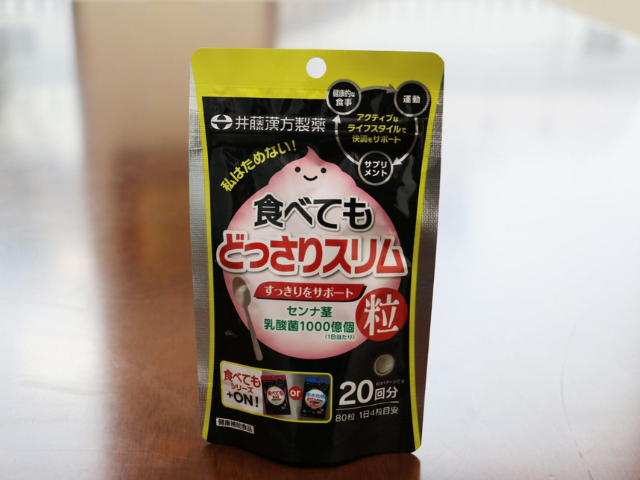 井藤漢方製薬
健康的な
食事
運動
アクティブな
ライフスタイルで
快調をサポート
サプリ
メント
私はためない!
食べても
どっさりスリム
すっきりをサポート
センナ茎
乳酸菌1000億個
(1日当たり)
粒
食べても
シリーズ
+ON!
or
20回分
80粒 1日4粒目安
健康補助食品